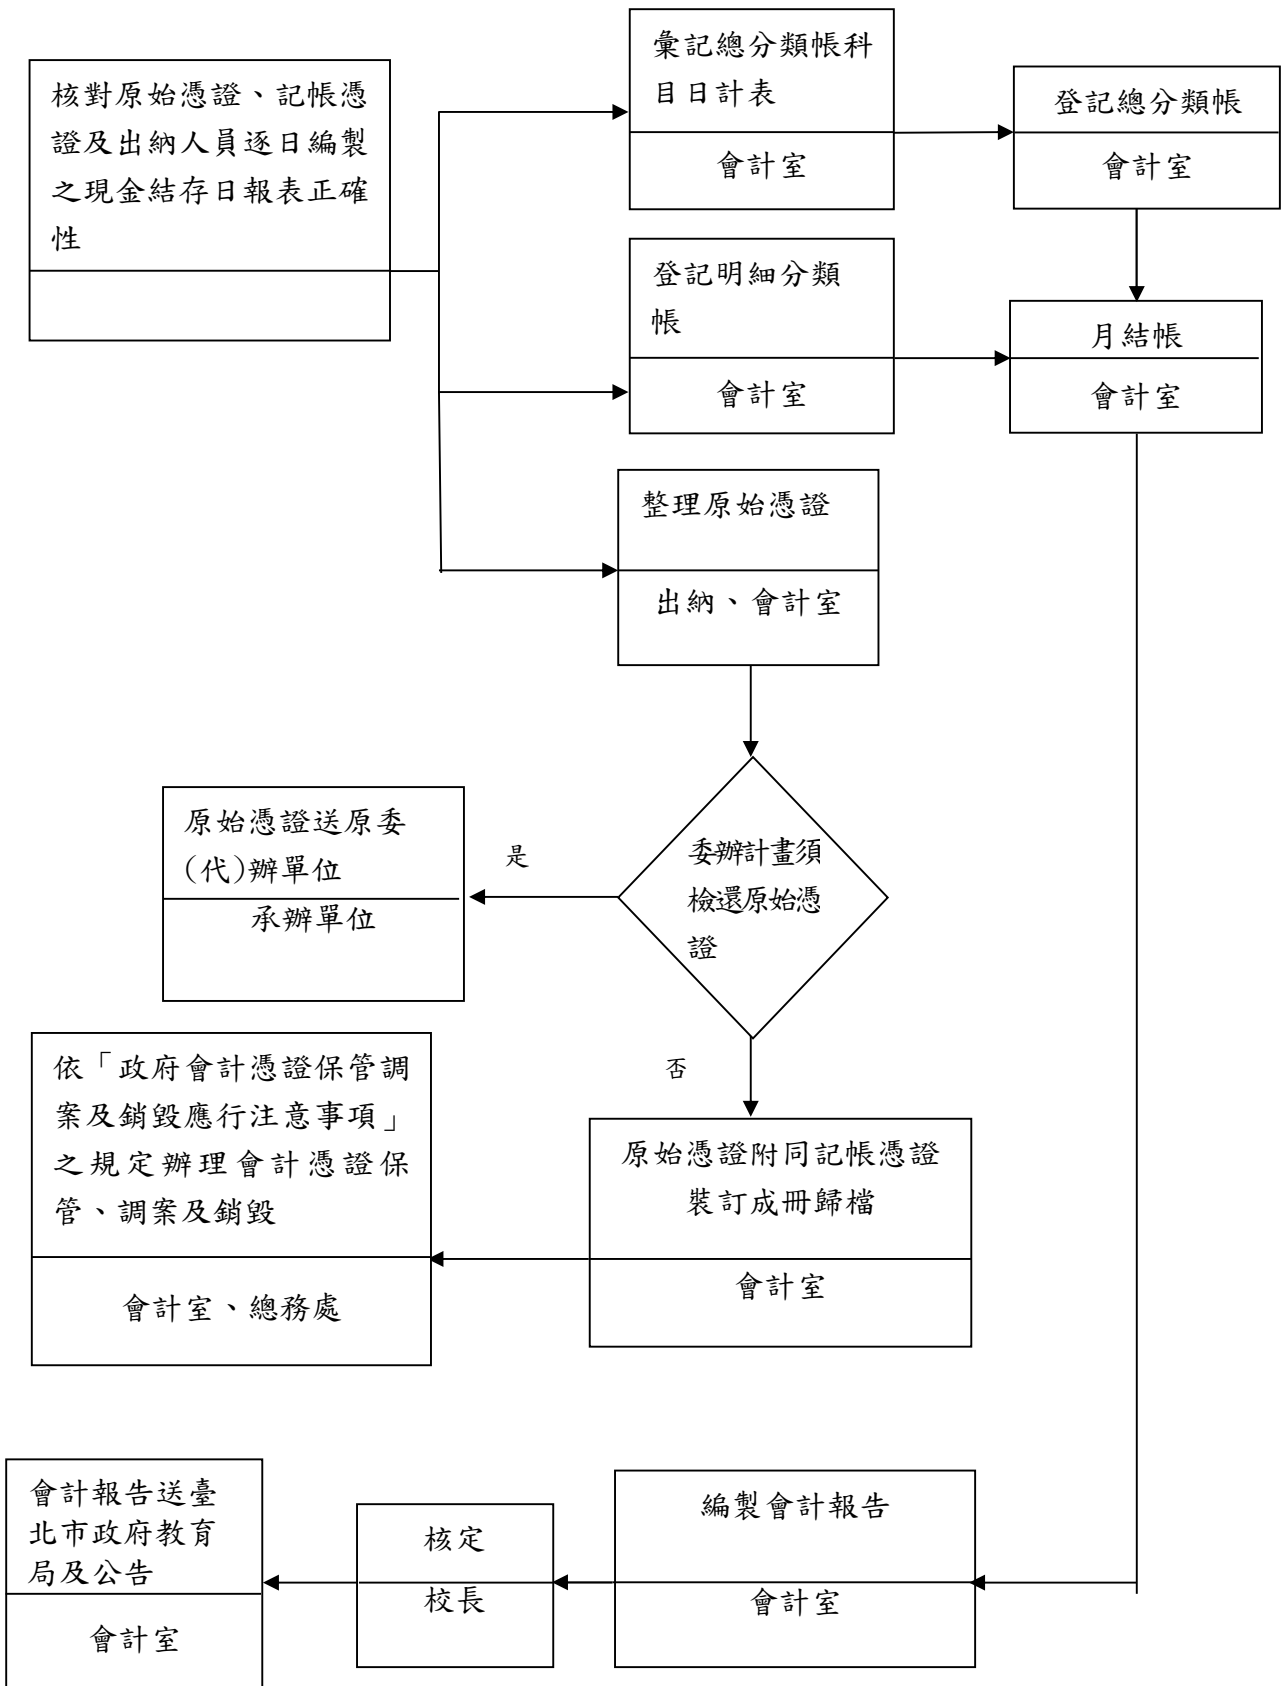 核對原始憑證、記帳憑
證及出納人員逐日編製
之現金結存日報表正確
性
彙記總分類帳科
目日計表
會計室
登記總分類帳
會計室
登記明細分類
帳
會計室
月結帳
會計室
整理原始憑證
出納、會計室
委辦計畫須
檢還原始憑
證
是
原始憑證送原委
(代)辦單位
承辦單位
否
原始憑證附同記帳憑證
裝訂成冊歸檔
會計室
依「政府會計憑證保管調
案及銷毀應行注意事項」
之規定辦理會計憑證保
管、調案及銷毀
會計室、總務處
編製會計報告
會計室
核定
校長
會計報告送臺
北市政府教育
局及公告
會計室